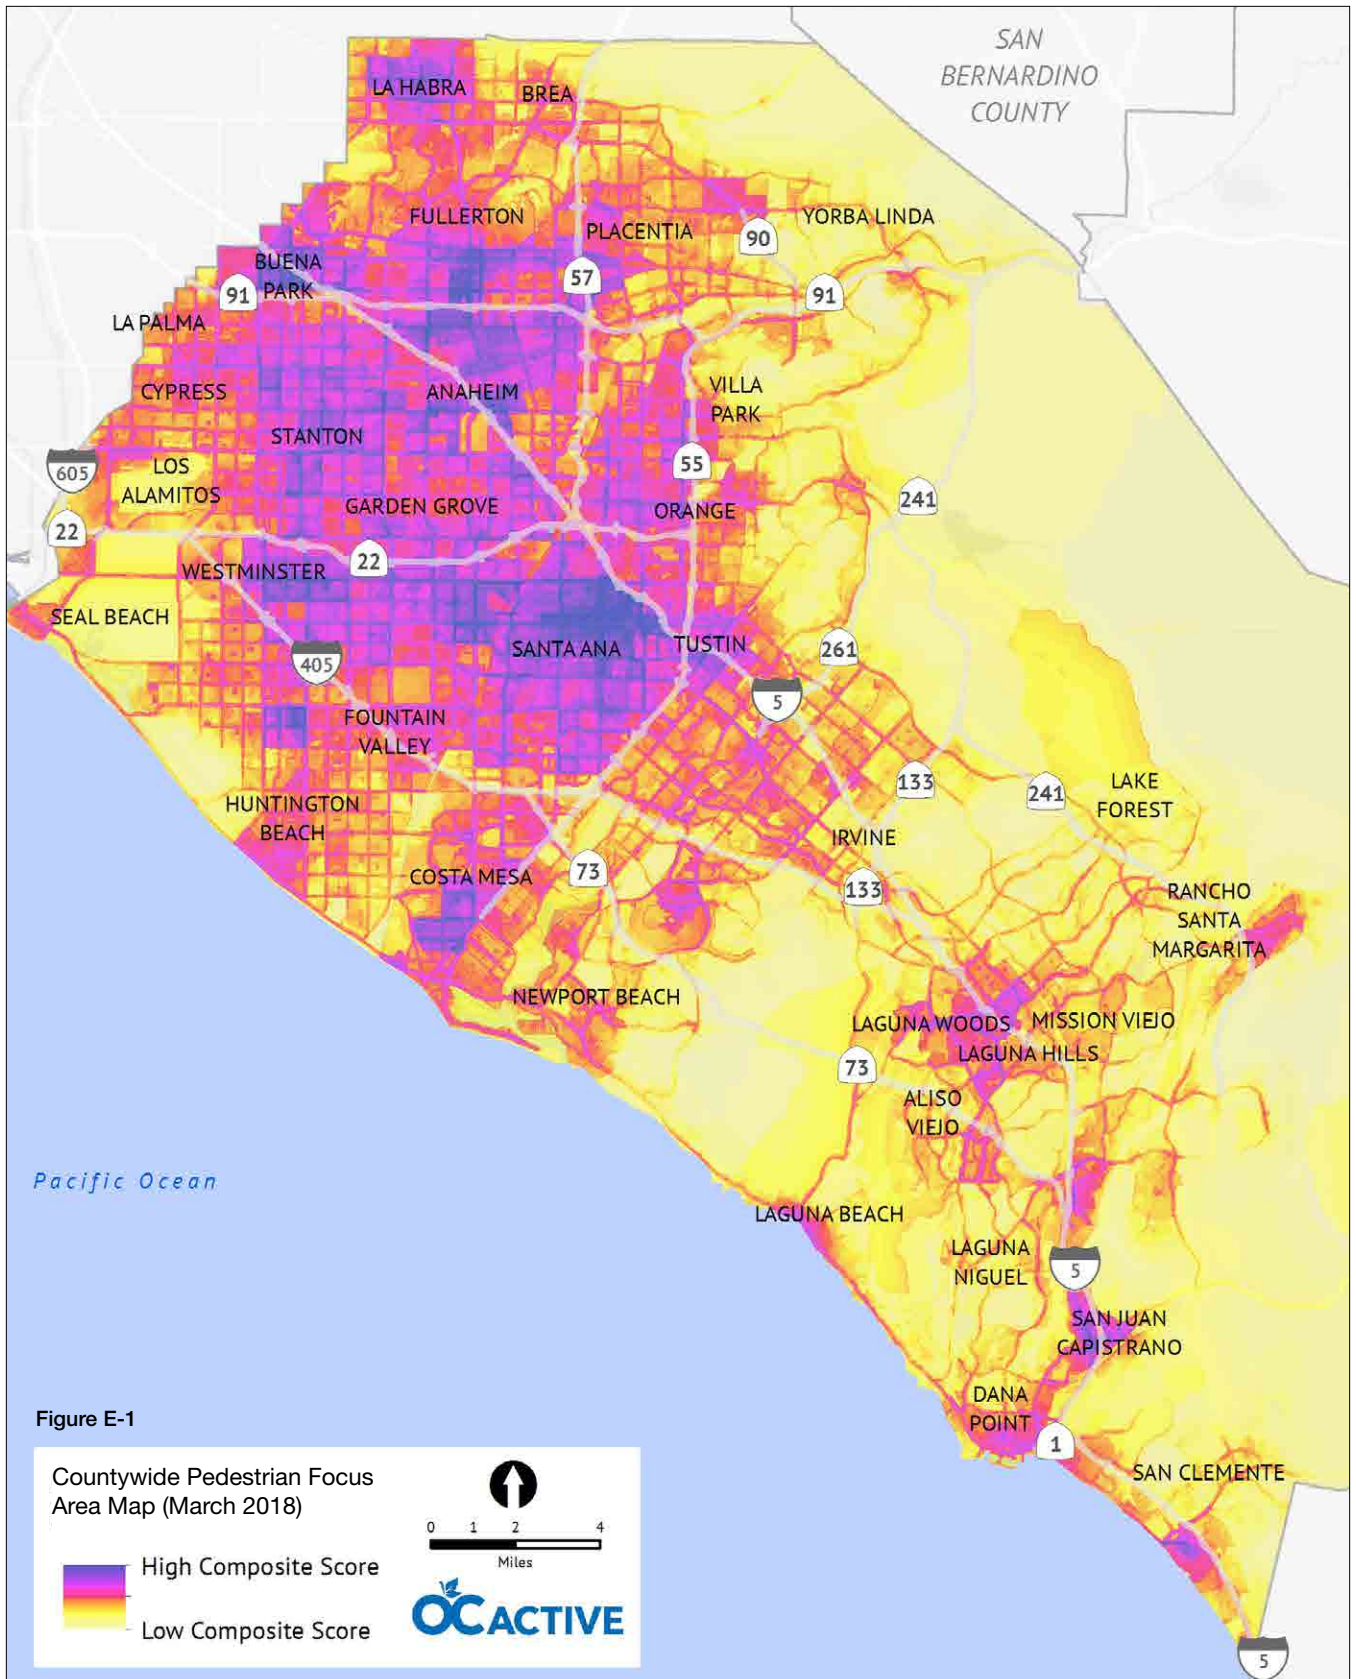 SAN
BERNARDINO
COUNTY
LA HABRA
BREA
FULLERTON
PLACENTIA
YORBA LINDA
90
BUENA
PARK
57
91
91
LA PALMA
CYPRESS
ANAHEIM
VILLA
PARK
STANTON
605
LOS
ALAMITOS
55
GARDEN GROVE
ORANGE
241
22
WESTMINSTER
22
SEAL BEACH
SANTA ANA
TUSTIN
261
405
5
FOUNTAIN
VALLEY
133
241
LAKE
FOREST
HUNTINGTON
BEACH
IRVINE
COSTA MESA
73
133
RANCHO
SANTA
MARGARITA
NEWPORT BEACH
LAGUNA WOODS
MISSION VIEJO
LAGUNA HILLS
73
ALISO
VIEJO
Pacific Ocean
LAGUNA BEACH
LAGUNA
NIGUEL
5
SAN JUAN
CAPISTRANO
DANA
POINT
1
SAN CLEMENTE
5
Figure E-1
Countywide Pedestrian Focus
Area Map (March 2018)
High Composite Score
Low Composite Score
0 1 2 4
Miles
OC ACTIVE